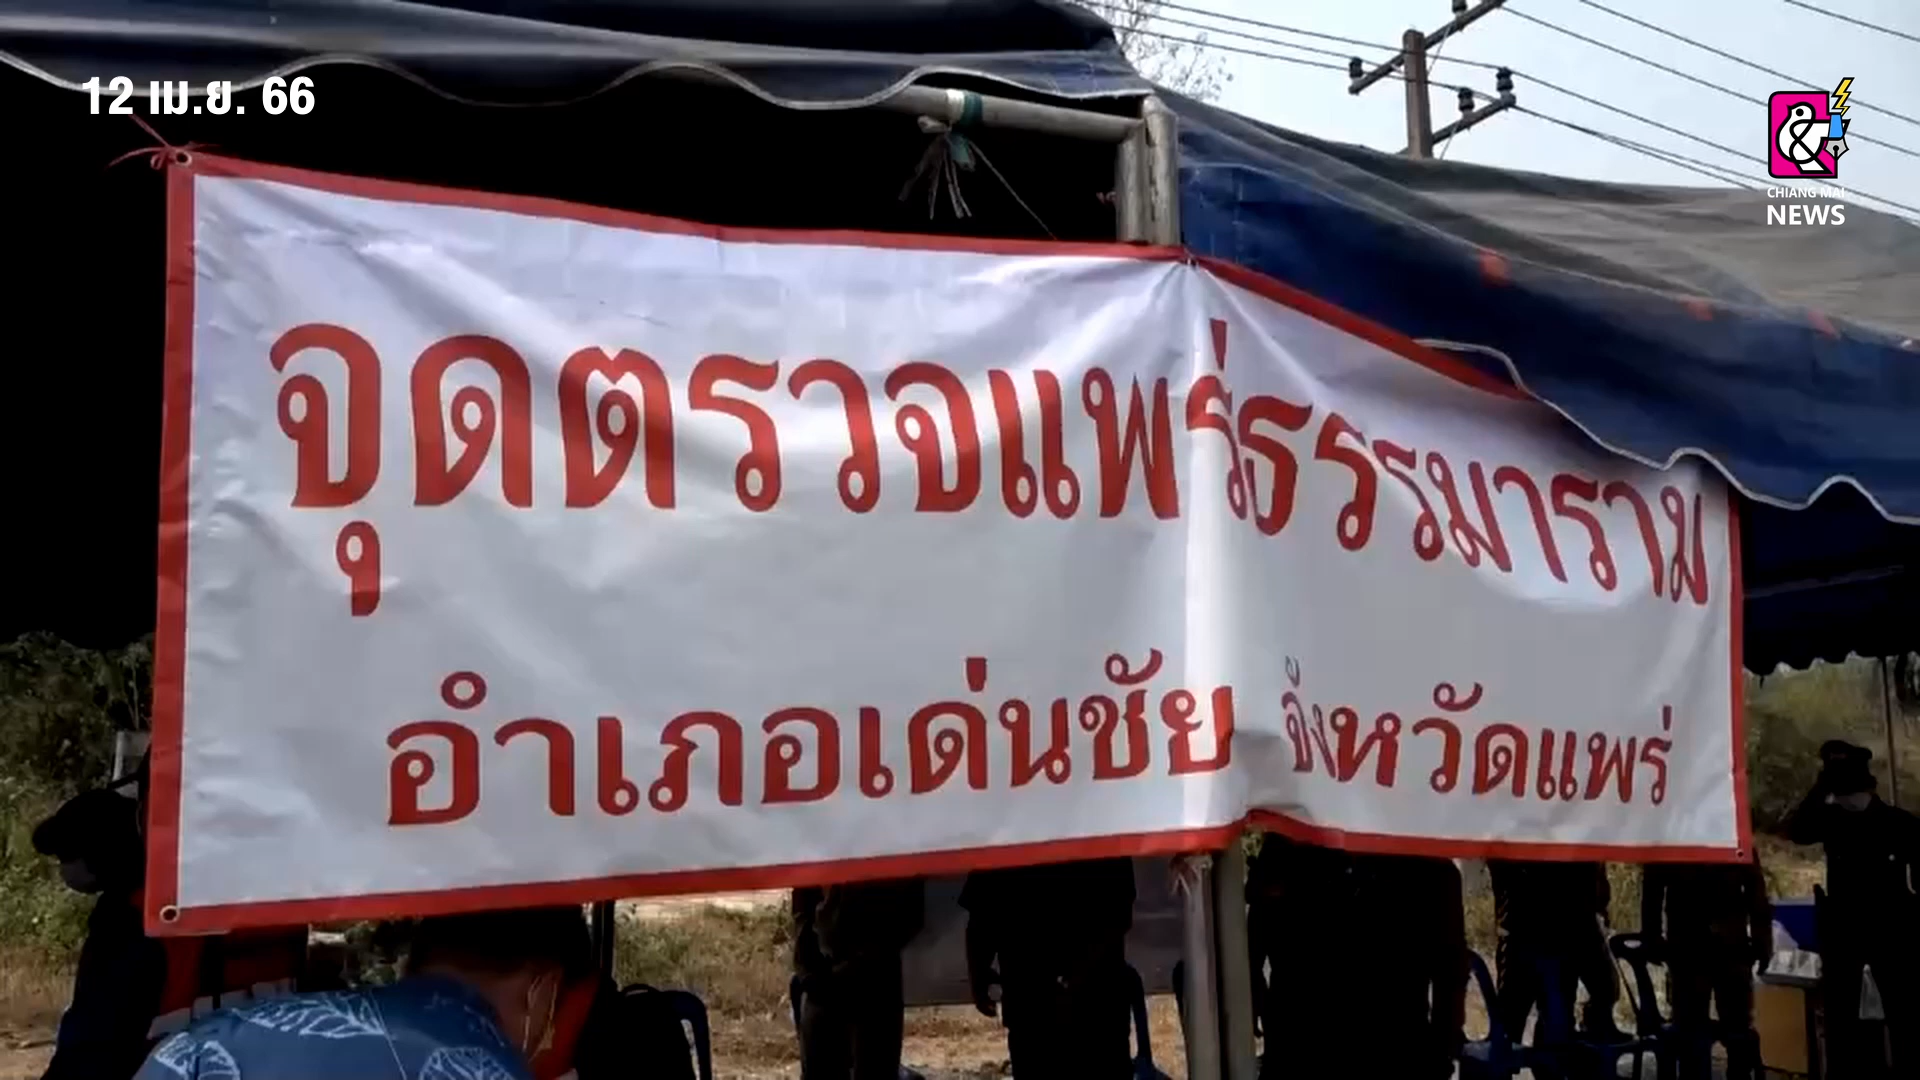 12 เม.ย. 66
CHIANG MAI
NEWS
จุดตรวจแพร่ธรรมาราม
อำเภอเด่นชัย จังหวัดแพร่